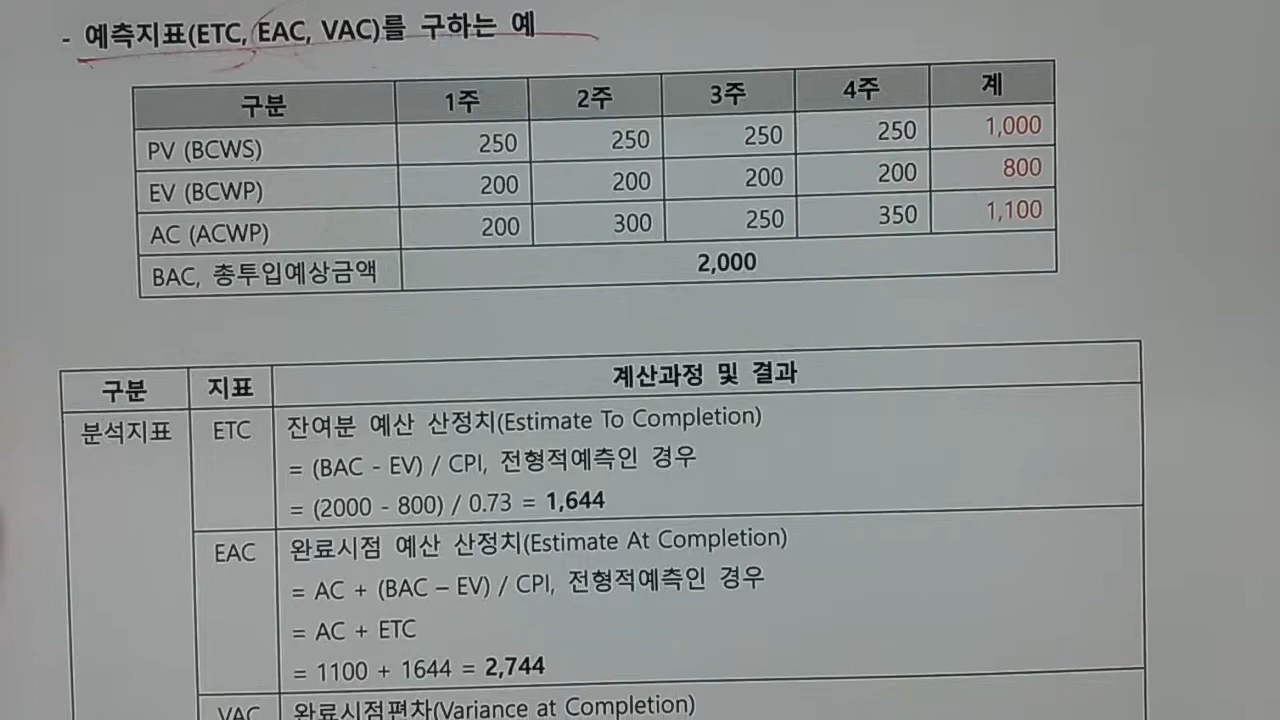 - 예측지표(ETC, EAC, VAC)를 구하는 예
구분 1주 2주 3주 4주 계
PV (BCWS) 250 250 250 250 1,000
EV (BCWP) 200 200 200 200 800
AC (ACWP) 200 300 250 350 1,100
BAC, 총투입예상금액 2,000
구분 지표 계산과정 및 결과
분석지표 ETC 잔여분 예산 산정치(Estimate To Completion)
= (BAC - EV) / CPI, 전형적예측인 경우
= (2000 - 800) / 0.73 = 1,644
EAC 완료시점 예산 산정치(Estimate At Completion)
= AC + (BAC – EV) / CPI, 전형적예측인 경우
= AC + ETC
= 1100 + 1644 = 2,744
VAC 완료시점편차(Variance at Completion)